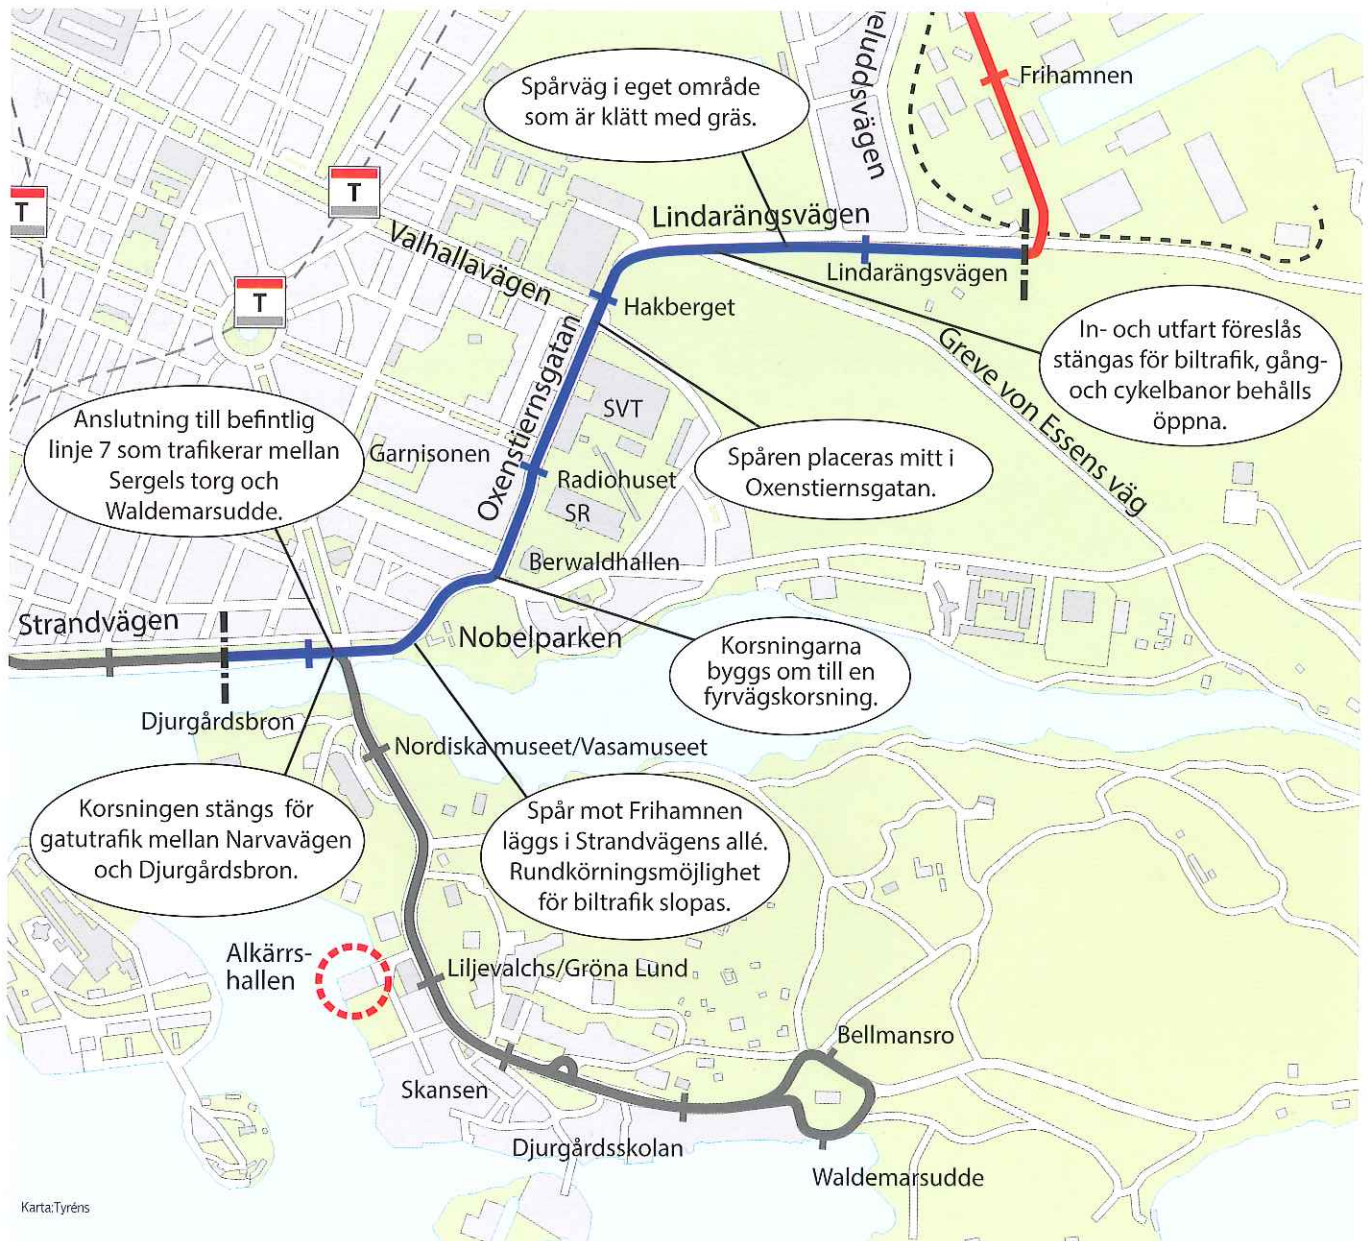 Frihamnen
Spårväg i eget område
som är klätt med gräs.
T
T
T
Lindarängsvägen
Valhallavägen
Lindarängsvägen
Hakberget
Oxenstiernsgatan
Greve von Essens väg
In- och utfart föreslås
stängas för biltrafik, gång-
och cykelbanor behålls
öppna.
Anslutning till befintlig
linje 7 som trafikerar mellan
Sergels torg och
Waldemarsudde.
Garnisonen
SVT
Radiohuset
SR
Spåren placeras mitt i
Oxenstiernsgatan.
Berwaldhallen
Strandvägen
Nobelparken
Korsningarna
byggs om till en
fyrvägskorsning.
Djurgårdsbron
Nordiska museet/Vasamuseet
Korsningen stängs för
gatutrafik mellan Narvavägen
och Djurgårdsbron.
Spår mot Frihamnen
läggs i Strandvägens allé.
Rundkörningsmöjlighet
för biltrafik slopas.
Alkärrs-
hallen
Liljevalchs/Gröna Lund
Bellmansro
Skansen
Djurgårdsskolan
Waldemarsudde
Karta:Tyréns